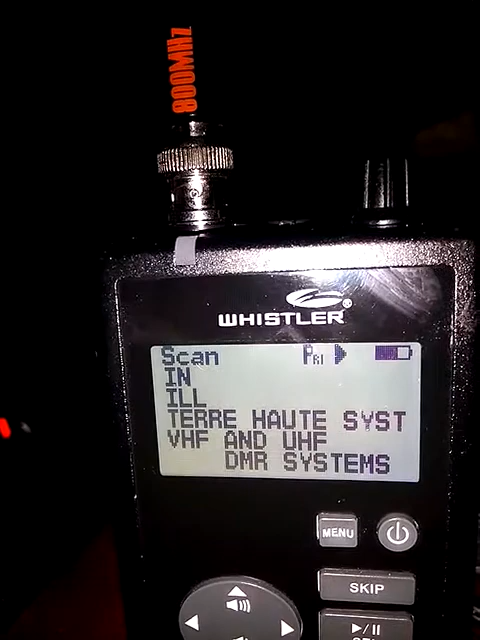 800MHz
WHISTLER®
Scan PRI
IN
ILL
TERRE HAUTE SYST
VHF AND UHF
DMR SYSTEMS
MENU
SKIP